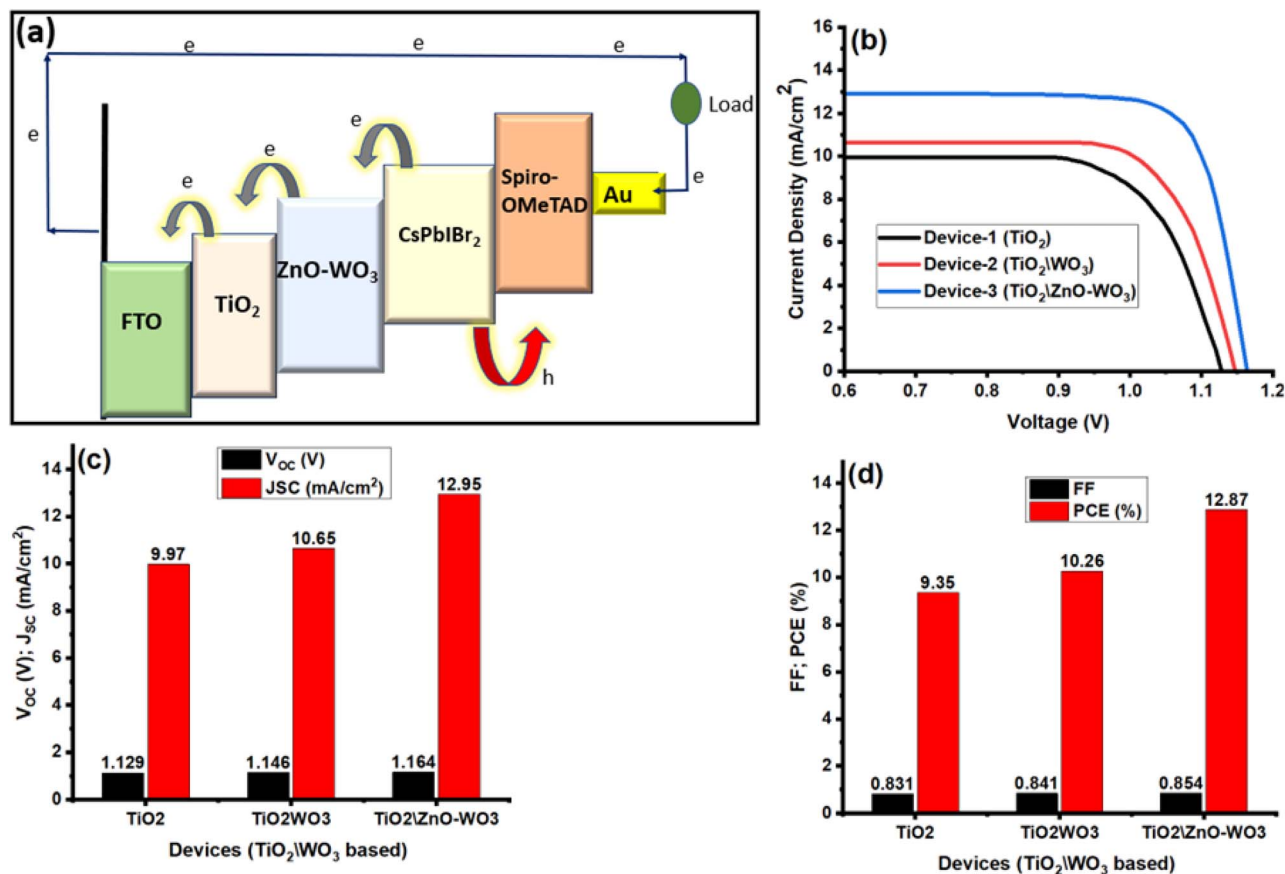 (a)
e e e
Load
e
e
e
e
e
Spiro-
OMeTAD
Au
CsPbIBr₂
ZnO-WO₃
TiO₂
FTO
h
(b)
Current Density (mA/cm²)
16
14
12
10
8
6
4
2
0
Device-1 (TiO₂)
Device-2 (TiO₂\WO₃)
Device-3 (TiO₂\ZnO-WO₃)
0.6 0.7 0.8 0.9 1.0 1.1 1.2
Voltage (V)
(c)
V_OC (V)
JSC (mA/cm²)
V_OC (V); J_SC (mA/cm²)
14
12
10
8
6
4
2
0
1.129 9.97
1.146 10.65
1.164 12.95
TiO2 TiO2WO3 TiO2\ZnO-WO3
Devices (TiO₂\WO₃ based)
(d)
FF
PCE (%)
FF; PCE (%)
14
12
10
8
6
4
2
0
0.831 9.35
0.841 10.26
0.854 12.87
TiO2 TiO2WO3 TiO2\ZnO-WO3
Devices (TiO₂\WO₃ based)